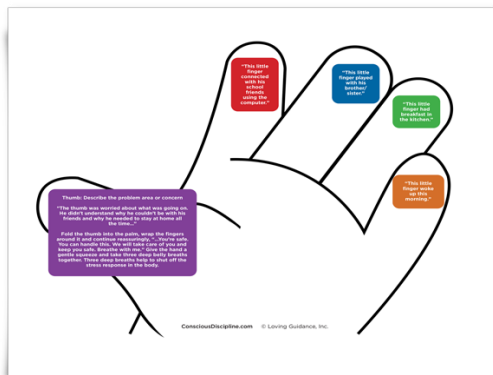 "This little
finger
connected
with his
school
friends
using the
computer."
"This little
finger played
with his
brother/
sister."
"This little
finger had
breakfast in
the kitchen."
"This little
finger woke
up this
morning."
Thumb: Describe the problem area or concern
"The thumb was worried about what was going on.
He didn't understand why he couldn't be with his
friends and why he needed to stay at home all
the time..."
Fold the thumb into the palm, wrap the fingers
around it and continue reassuringly, "...You're safe.
You can handle this. We will take care of you and
keep you safe. Breathe with me." Give the hand a
gentle squeeze and take three deep belly breaths
together. Three deep breaths help to shut off the
stress response in the body.
ConsciousDiscipline.com © Loving Guidance, Inc.